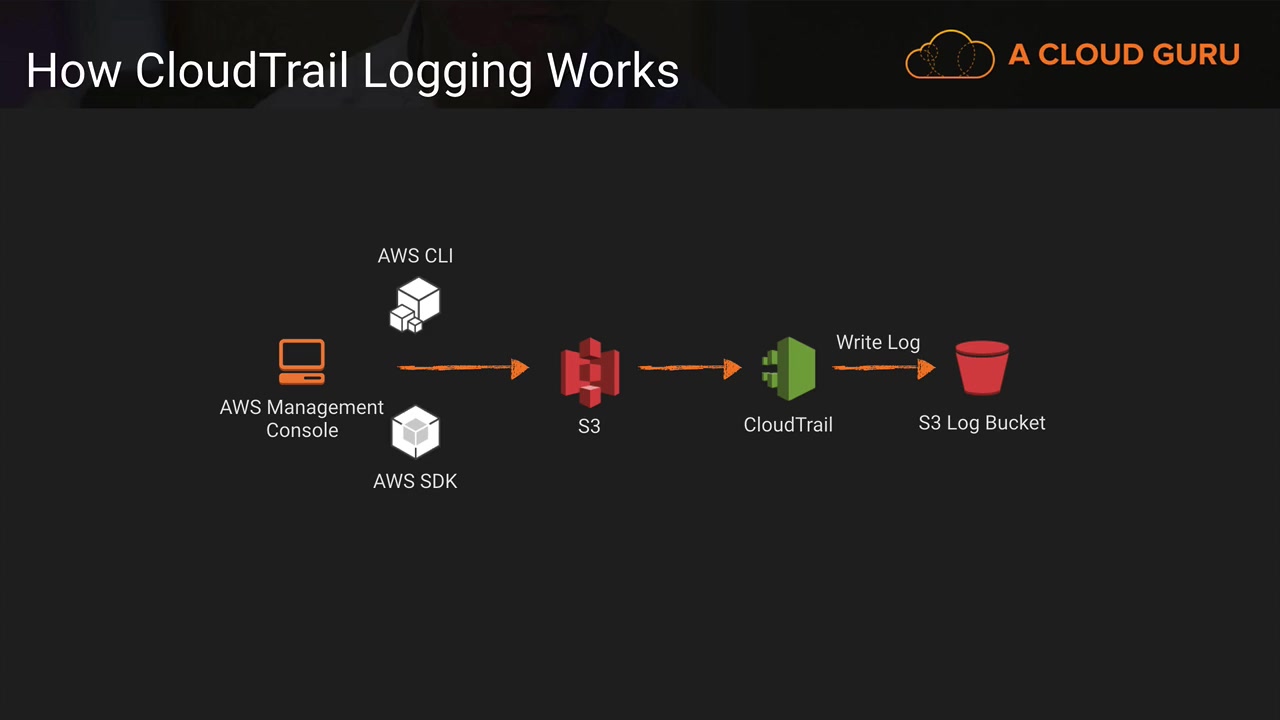 How CloudTrail Logging Works
A CLOUD GURU
AWS CLI
AWS Management
Console
AWS SDK
S3
CloudTrail
Write Log
S3 Log Bucket